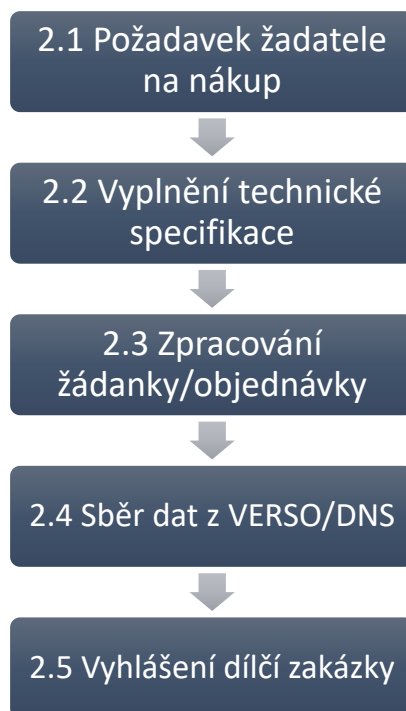 2.1 Požadavek žadatele
na nákup
2.2 Vyplnění technické
specifikace
2.3 Zpracování
žádanky/objednávky
2.4 Sběr dat z VERSO/DNS
2.5 Vyhlášení dílčí zakázky